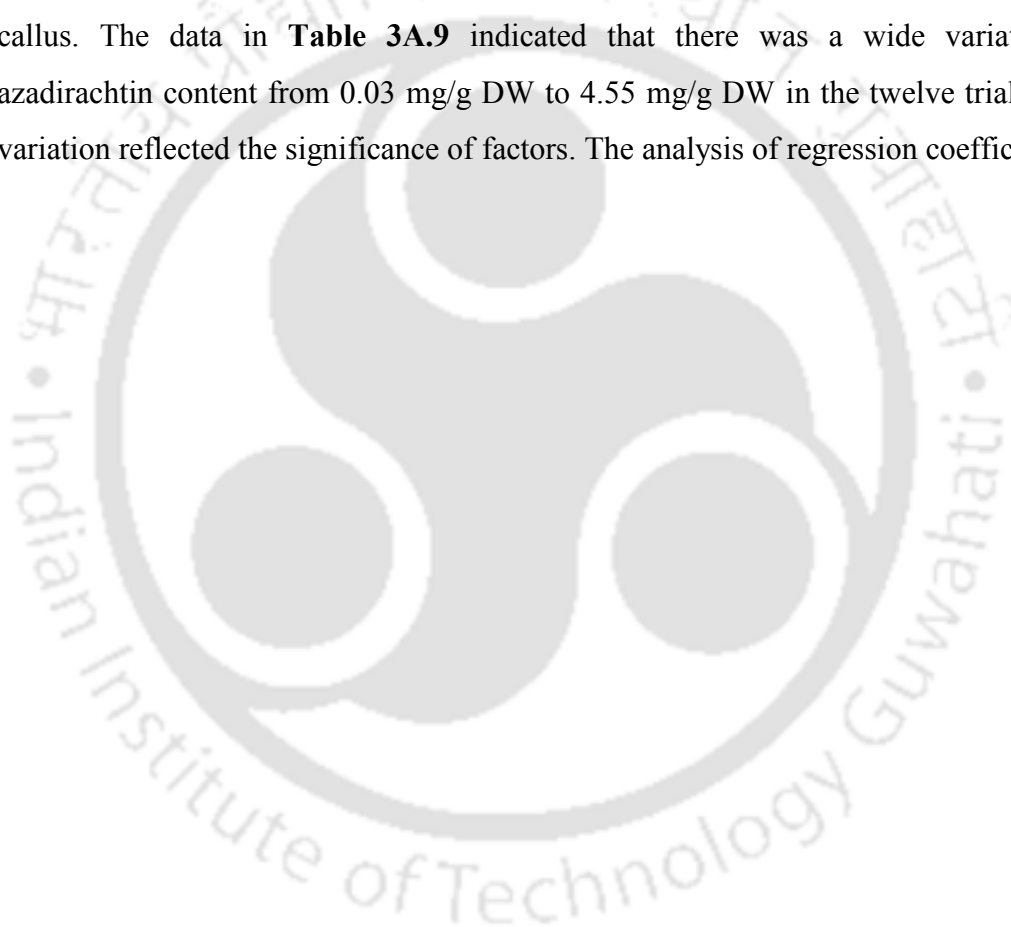 callus. The data in Table 3A.9 indicated that there was a wide variat
azadirachtin content from 0.03 mg/g DW to 4.55 mg/g DW in the twelve trial
variation reflected the significance of factors. The analysis of regression coeffic
• Indian Institute of Technology Guwahati •